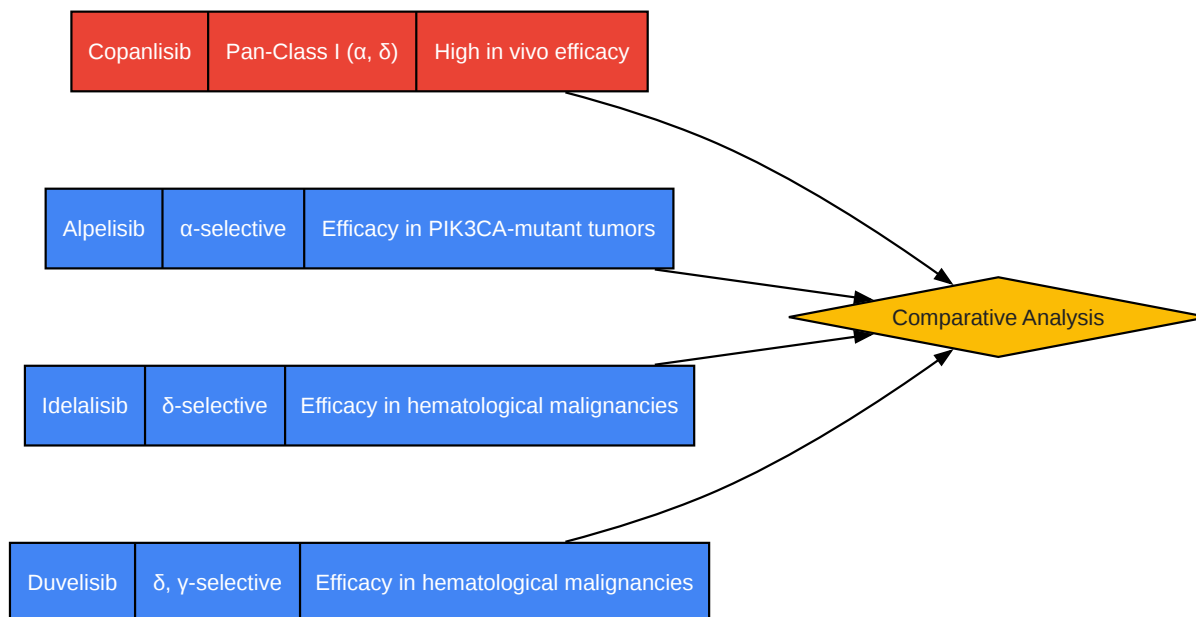 Copanlisib Pan-Class I (α, δ) High in vivo efficacy
Alpelisib α-selective Efficacy in PIK3CA-mutant tumors
Comparative Analysis
Idelalisib δ-selective Efficacy in hematological malignancies
Duvelisib δ, γ-selective Efficacy in hematological malignancies